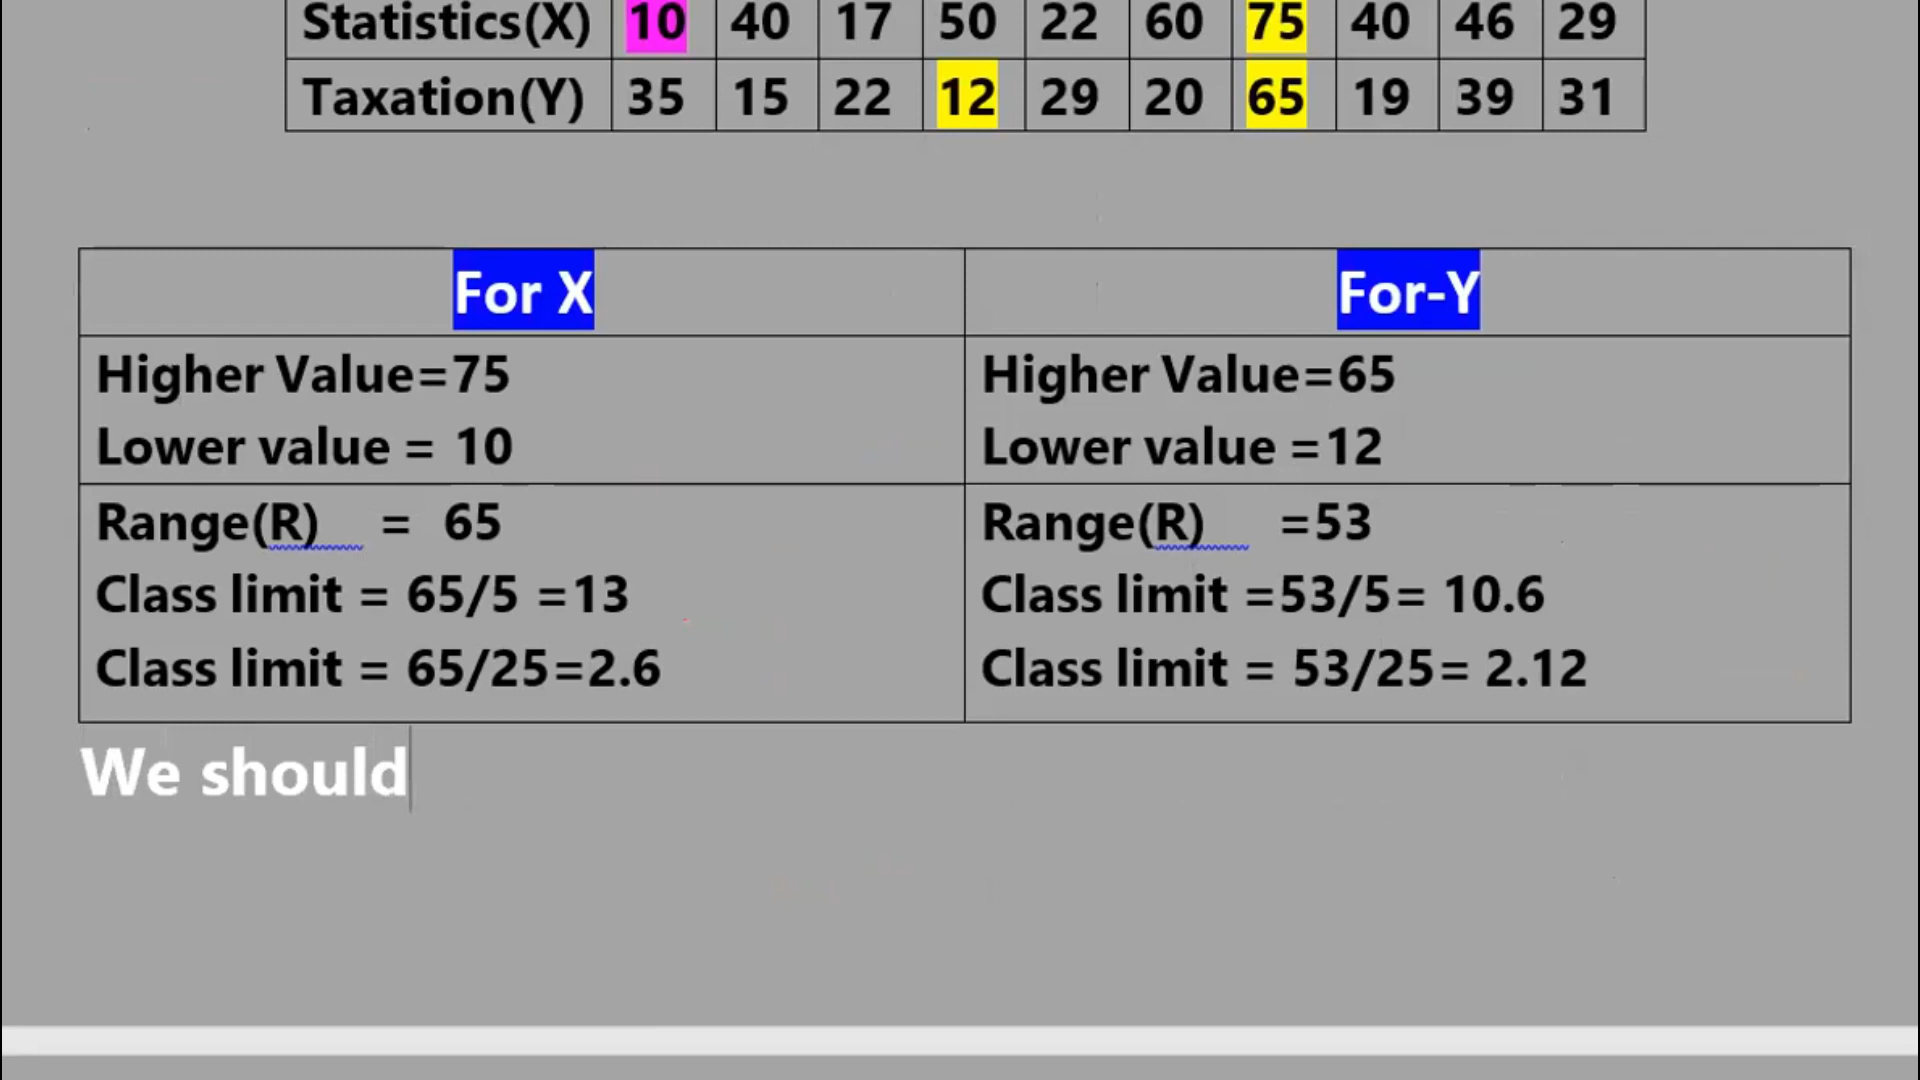 Statistics(X) 10 40 17 50 22 60 75 40 46 29
Taxation(Y) 35 15 22 12 29 20 65 19 39 31
For X For-Y
Higher Value=75
Lower value = 10
Higher Value=65
Lower value =12
Range(R) = 65
Class limit = 65/5 =13
Class limit = 65/25=2.6
Range(R) =53
Class limit =53/5= 10.6
Class limit = 53/25= 2.12
We should